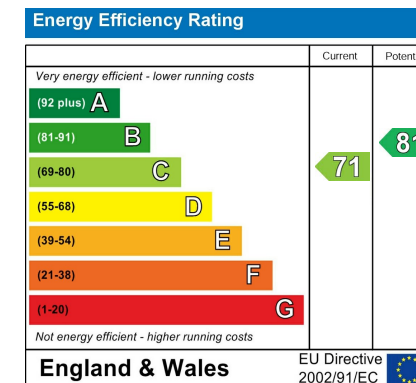 Energy Efficiency Rating
Current Potent
Very energy efficient - lower running costs
(92 plus) A
(81-91) B
(69-80) C
(55-68) D
(39-54) E
(21-38) F
(1-20) G
71
81
Not energy efficient - higher running costs
England & Wales
EU Directive
2002/91/EC